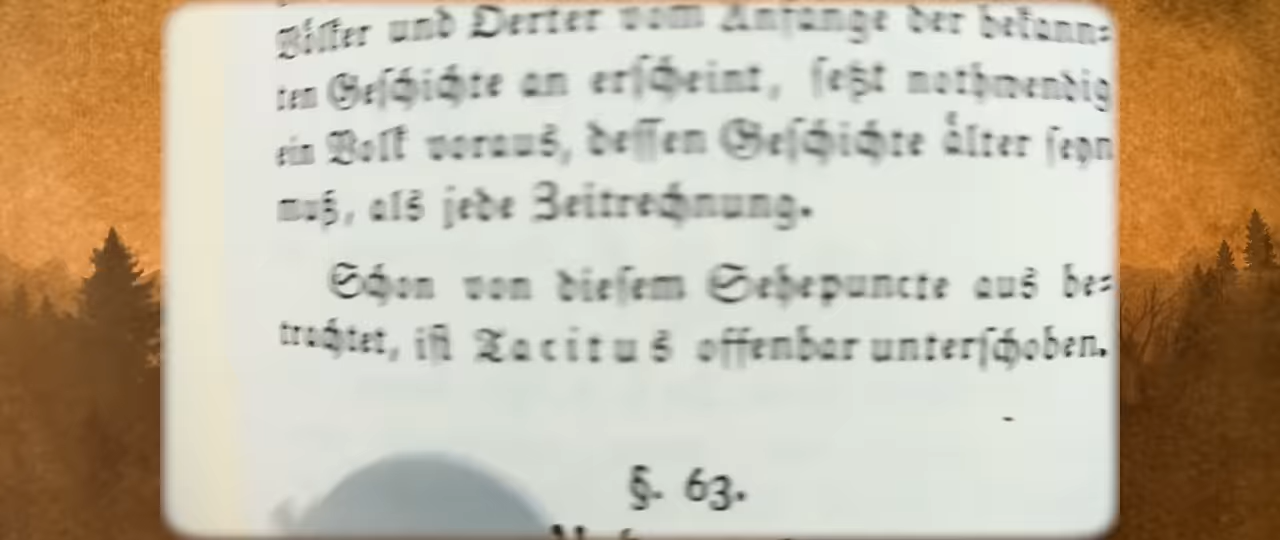 Völker und Oerter vom Anfange der bekann⸗
ten Geſchichte an erſcheint, ſetzt nothwendig
ein Volk voraus, deſſen Geſchichte älter ſeyn
muß, als jede Zeitrechnung.
Schon von dieſem Sehepuncte aus be⸗
trachtet, iſt Tacitus offenbar unterſchoben.
§. 63.